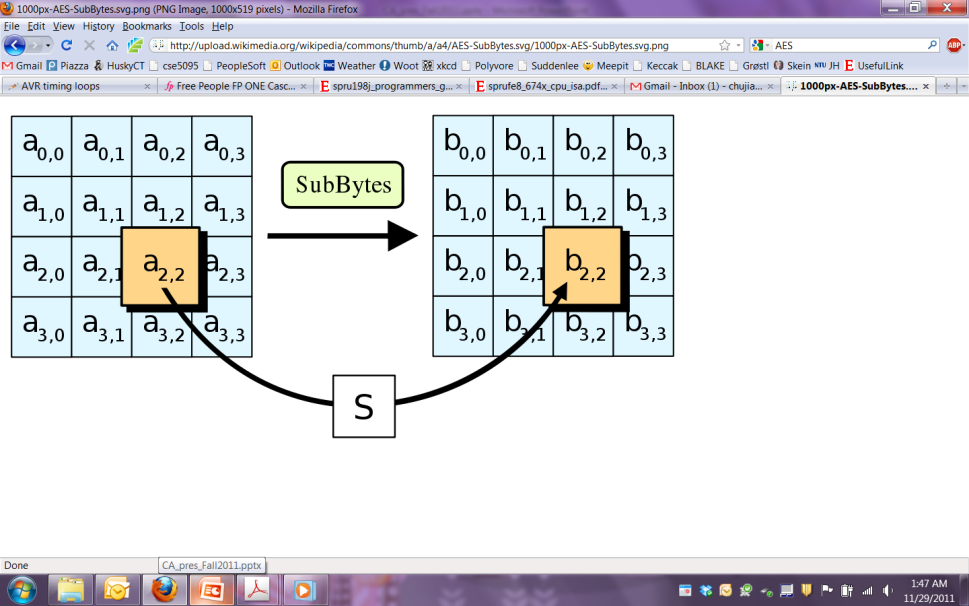 1000px-AES-SubBytes.svg.png (PNG Image, 1000x519 pixels) - Mozilla Firefox
File Edit View History Bookmarks Tools Help
http://upload.wikimedia.org/wikipedia/commons/thumb/a/a4/AES-SubBytes.svg/1000px-AES-SubBytes.svg.png AES ABP
Gmail Piazza HuskyCT cse5095 PeopleSoft Outlook Weather Woot xkcd Polyvore Suddenlee Meepit Keccak BLAKE Grøstl Skein NTU JH UsefulLink
AVR timing loops Free People FP ONE Casc... spru198j_programmers_g... sprufe8_674x_cpu_isa.pdf... Gmail - Inbox (1) - chujia... 1000px-AES-SubBytes....
a0,0 a0,1 a0,2 a0,3 b0,0 b0,1 b0,2 b0,3
SubBytes
a1,0 a1,1 a1,2 a1,3 b1,0 b1,1 b1,2 b1,3
a2,0 a2,1 a2,2 a2,3 b2,0 b2,1 b2,2 b2,3
a3,0 a3,1 a3,2 a3,3 b3,0 b3,1 b3,2 b3,3
S
Done
CA_pres_Fall2011.pptx
1:47 AM
11/29/2011